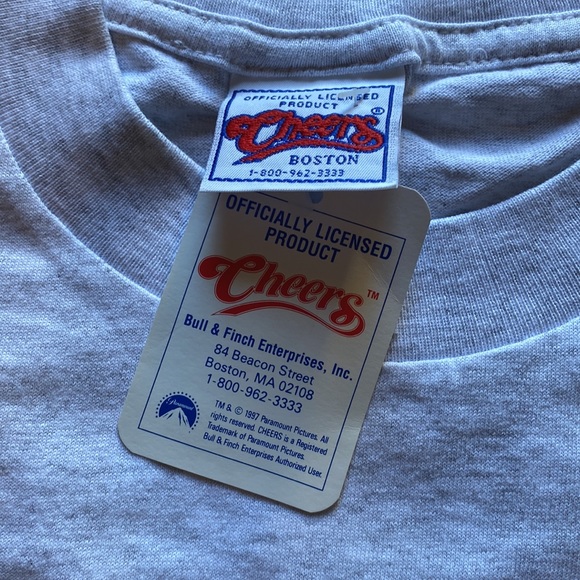 OFFICIALLY LICENSED
PRODUCT
Cheers®
BOSTON
1-800-962-3333
OFFICIALLY LICENSED
PRODUCT
Cheers™
Bull & Finch Enterprises, Inc.
84 Beacon Street
Boston, MA 02108
1-800-962-3333
Paramount
TM & © 1997 Paramount Pictures. All
rights reserved. CHEERS is a Registered
Trademark of Paramount Pictures.
Bull & Finch Enterprises Authorized User.